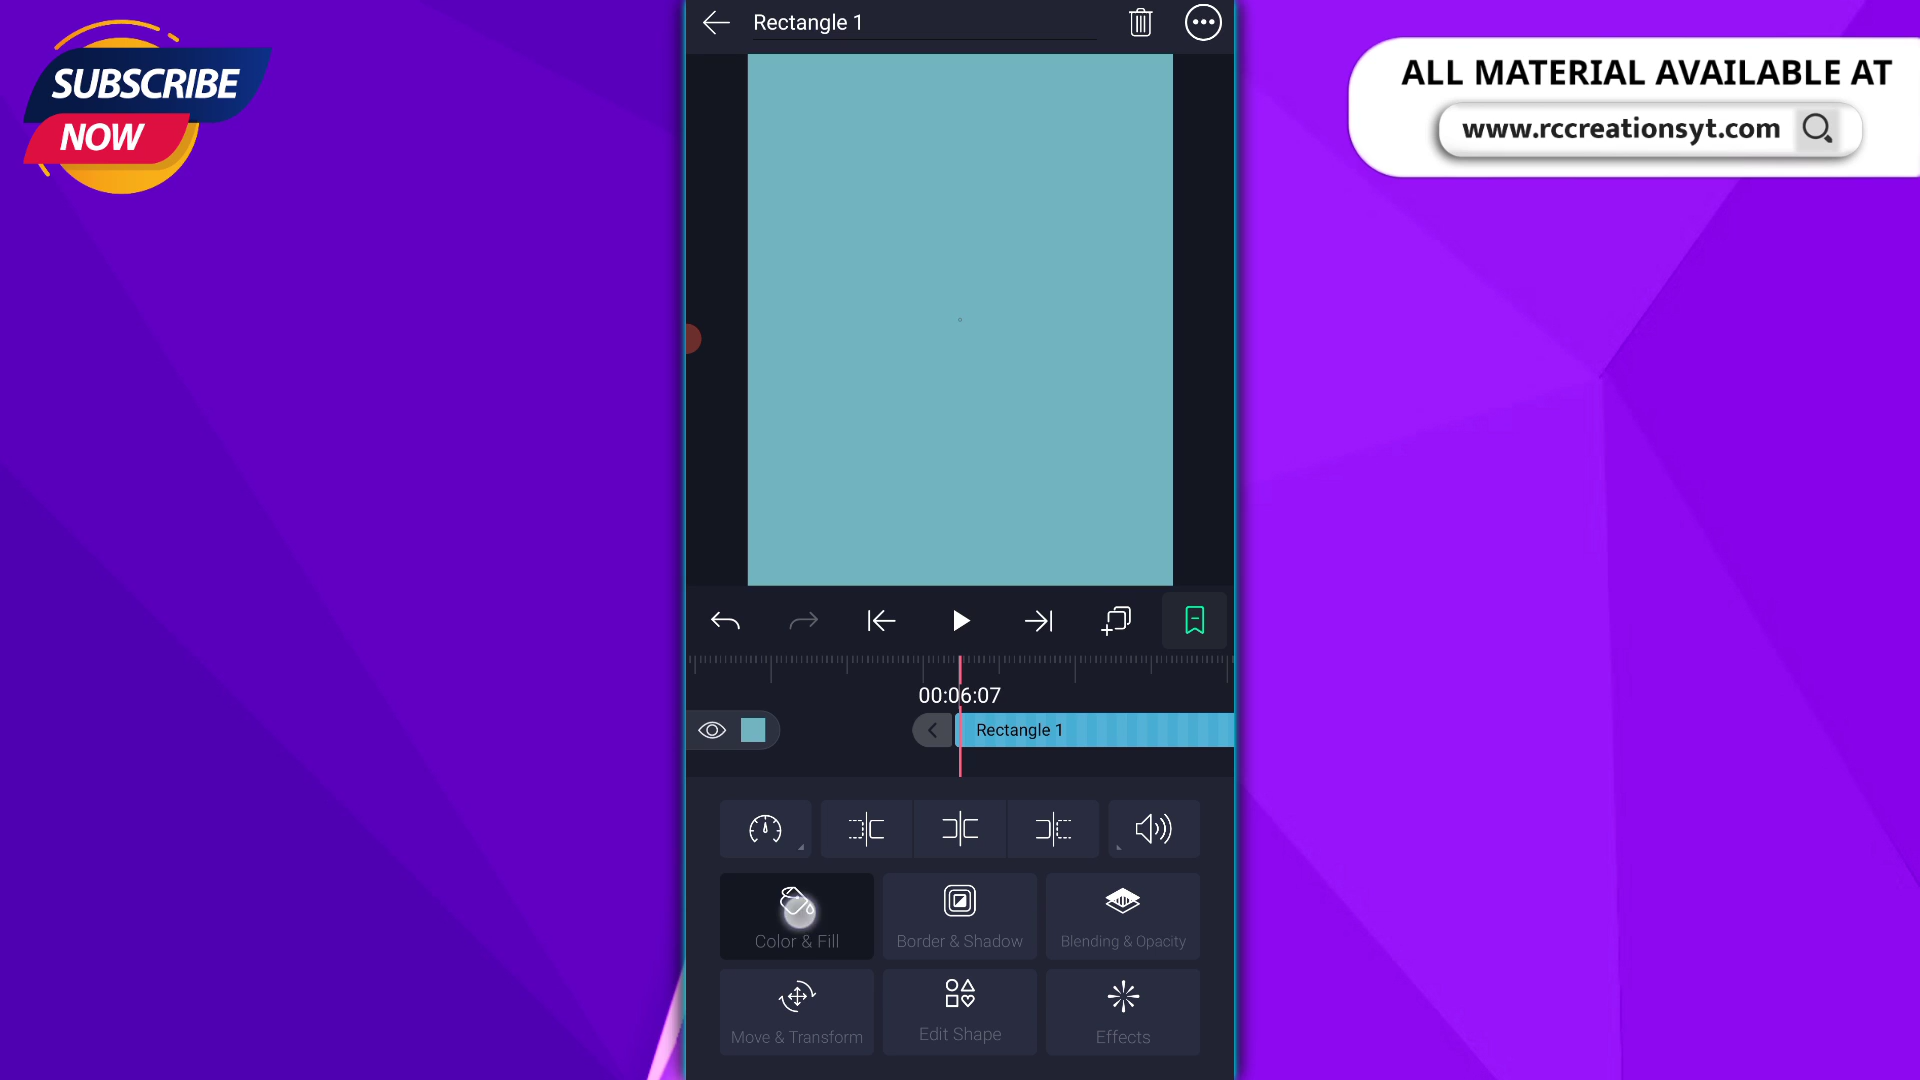 SUBSCRIBE
NOW
Rectangle 1
ALL MATERIAL AVAILABLE AT
www.rccreationsyt.com
00:06:07
Rectangle 1
Color & Fill
Border & Shadow
Blending & Opacity
Move & Transform
Edit Shape
Effects